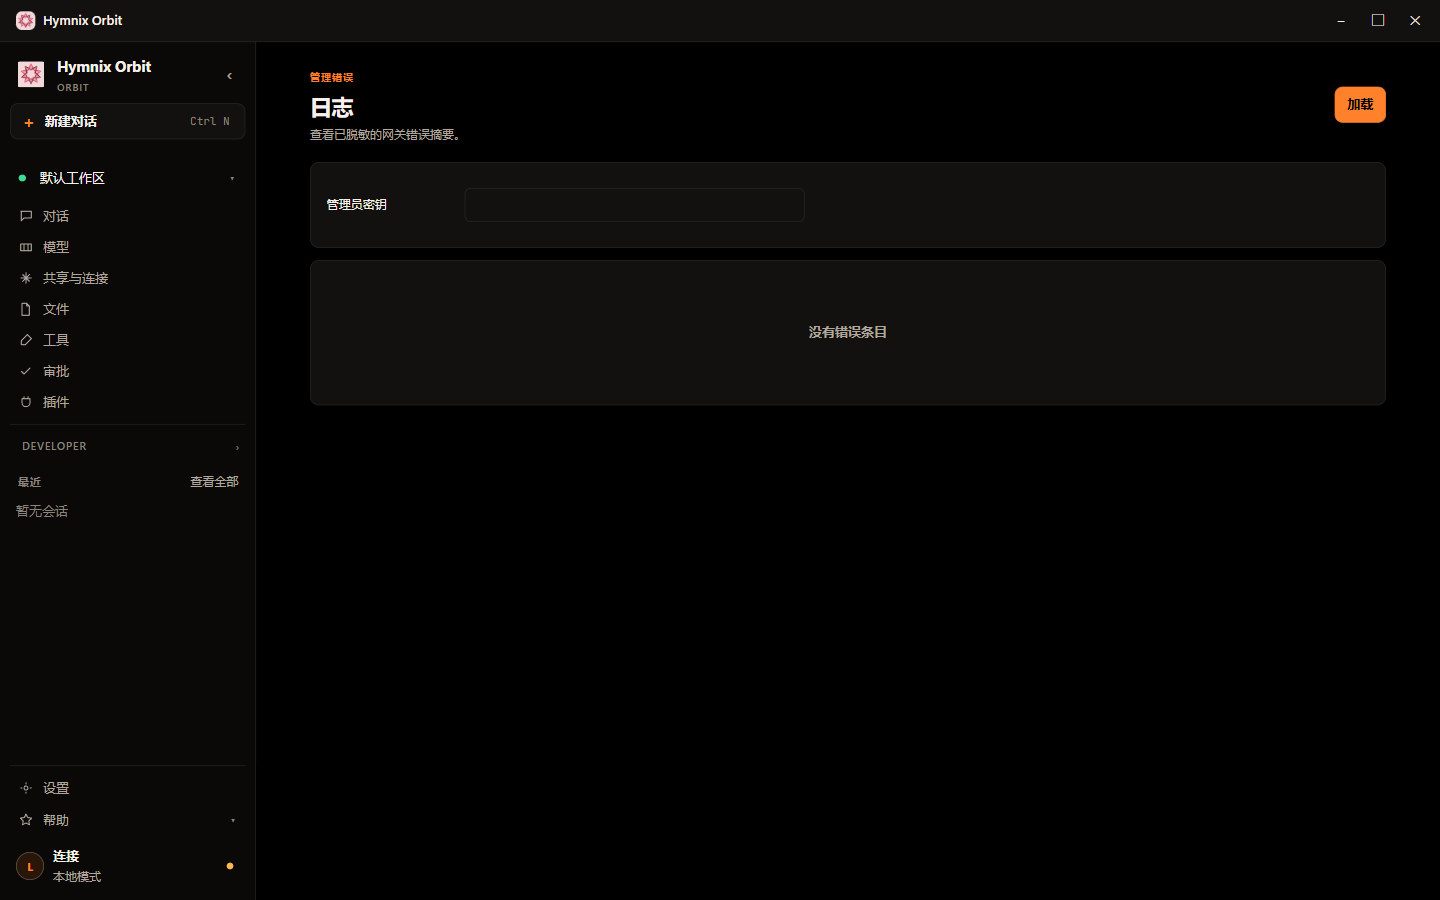 Hymnix Orbit
Hymnix Orbit
ORBIT
新建对话
Ctrl N
默认工作区
对话
模型
共享与连接
文件
工具
审批
插件
DEVELOPER
最近
查看全部
暂无会话
设置
帮助
L
连接
本地模式
管理错误
日志
查看已脱敏的网关错误摘要。
加载
管理员密钥
没有错误条目